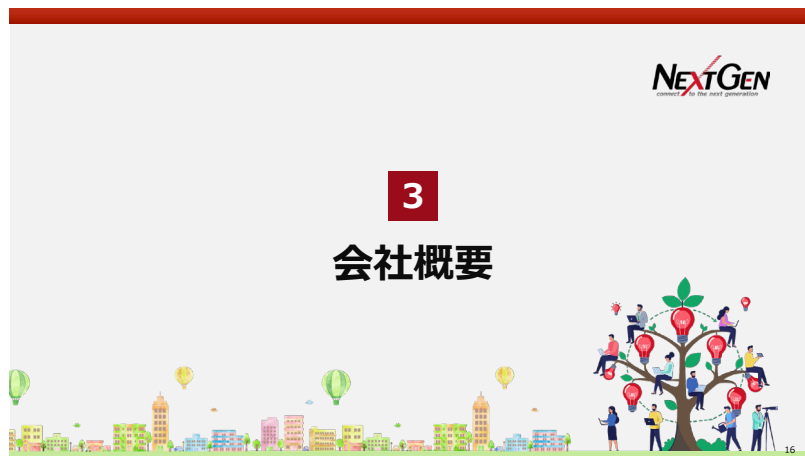 NEXTGEN
connect to the next generation
3
会社概要
16